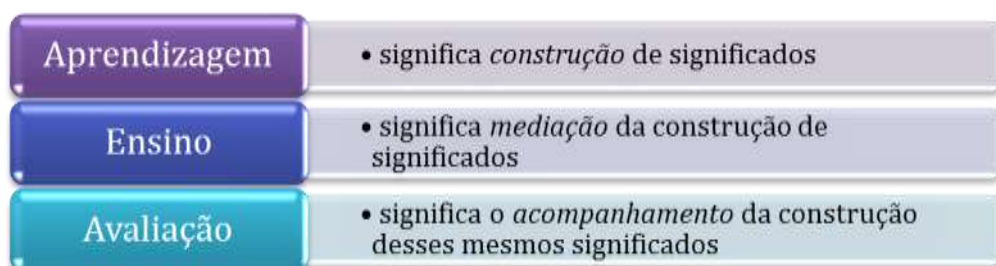 Aprendizagem
• significa construção de significados
Ensino
• significa mediação da construção de
significados
Avaliação
• significa o acompanhamento da construção
desses mesmos significados